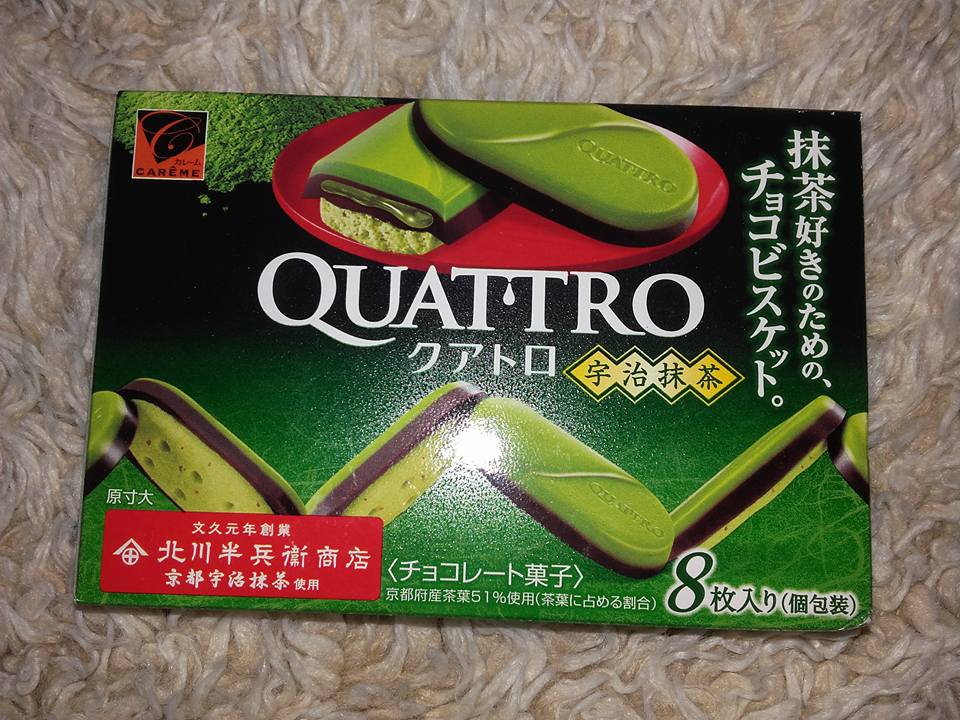 カレーム
CARÊME
QUATTRO
抹茶好きのための、
チョコビスケット。
QUATTRO
クアトロ
宇治抹茶
QUATTRO
原寸大
文久元年創業
北川半兵衞商店
京都宇治抹茶使用
〈チョコレート菓子〉
京都府産茶葉51%使用(茶葉に占める割合)
8枚入り(個包装)